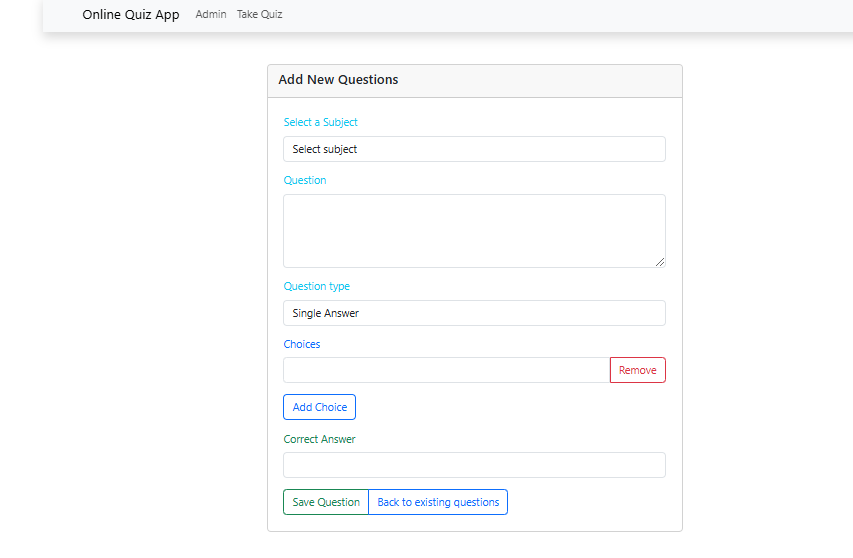 Online Quiz App Admin Take Quiz
Add New Questions
Select a Subject
Select subject
Question
Question type
Single Answer
Choices
Remove
Add Choice
Correct Answer
Save Question Back to existing questions